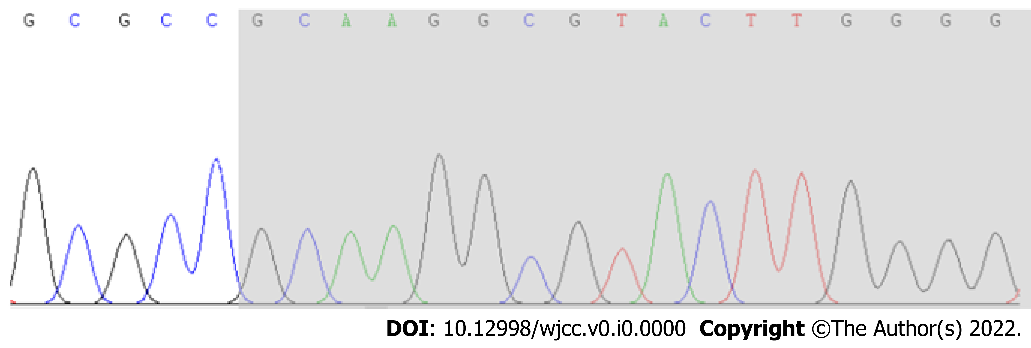 G C G C C G C A A G G C G T A C T T G G G G
DOI: 10.12998/wjcc.v0.i0.0000 Copyright ©The Author(s) 2022.